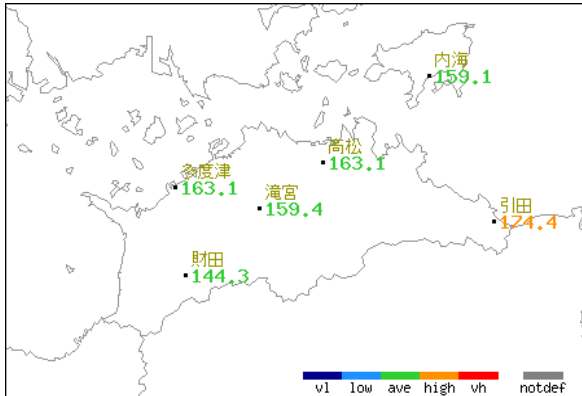 内海
159.1
高松
163.1
多度津
163.1
滝宮
159.4
引田
174.4
財田
144.3
vl low ave high vh notdef